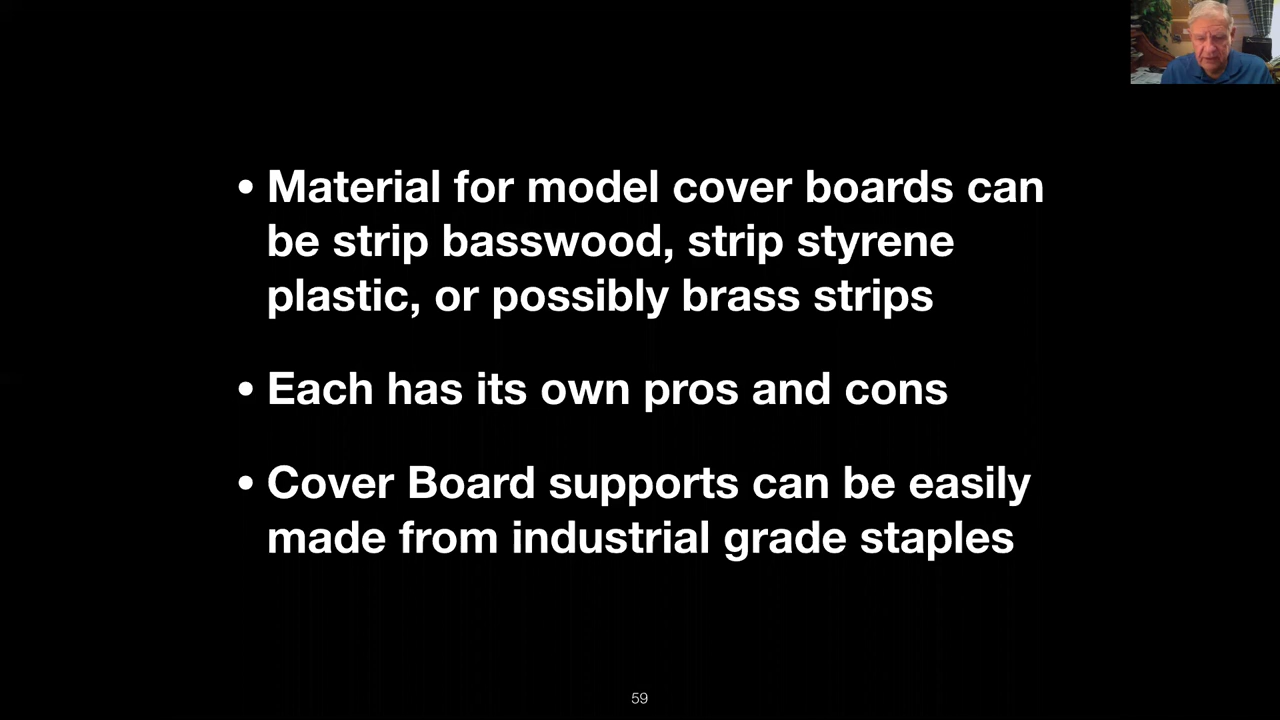 • Material for model cover boards can
be strip basswood, strip styrene
plastic, or possibly brass strips
• Each has its own pros and cons
• Cover Board supports can be easily
made from industrial grade staples
59